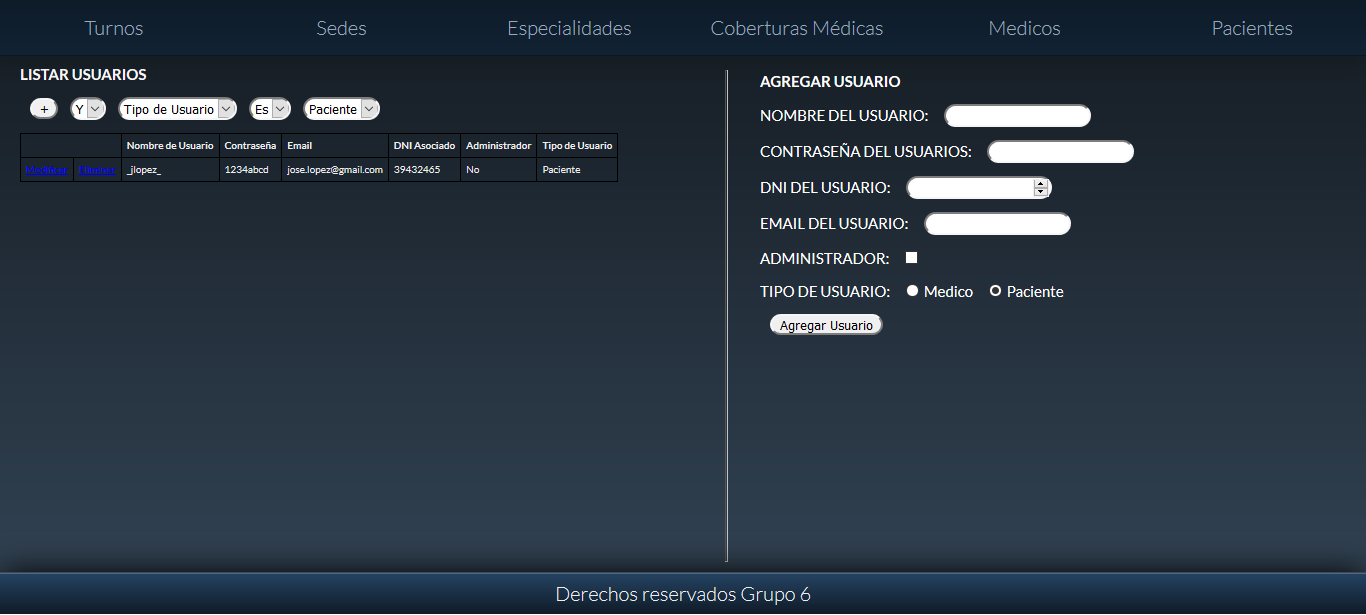 Turnos Sedes Especialidades Coberturas Médicas Medicos Pacientes
LISTAR USUARIOS
+ Y Tipo de Usuario Es Paciente
Nombre de Usuario Contraseña Email DNI Asociado Administrador Tipo de Usuario
Modificar Eliminar _jlopez_ 1234abcd jose.lopez@gmail.com 39432465 No Paciente
AGREGAR USUARIO
NOMBRE DEL USUARIO:
CONTRASEÑA DEL USUARIOS:
DNI DEL USUARIO:
EMAIL DEL USUARIO:
ADMINISTRADOR:
TIPO DE USUARIO: Medico Paciente
Agregar Usuario
Derechos reservados Grupo 6